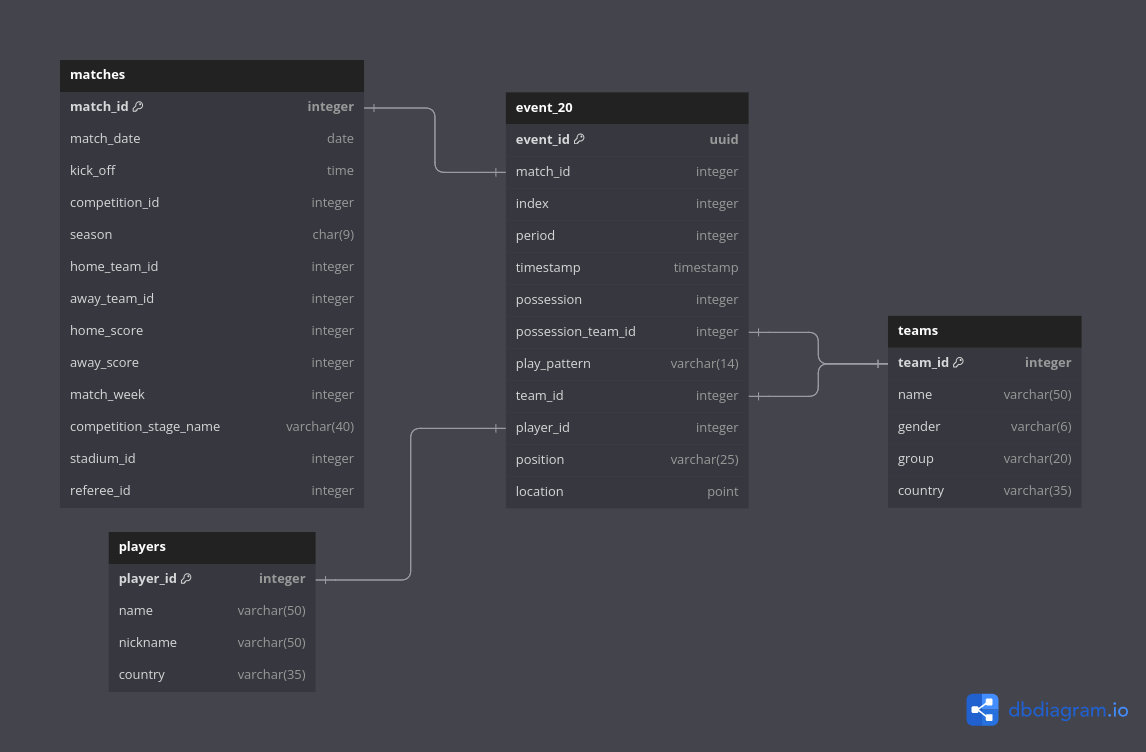 matches
match_id integer
match_date date
kick_off time
competition_id integer
season char(9)
home_team_id integer
away_team_id integer
home_score integer
away_score integer
match_week integer
competition_stage_name varchar(40)
stadium_id integer
referee_id integer
event_20
event_id uuid
match_id integer
index integer
period integer
timestamp timestamp
possession integer
possession_team_id integer
play_pattern varchar(14)
team_id integer
player_id integer
position varchar(25)
location point
teams
team_id integer
name varchar(50)
gender varchar(6)
group varchar(20)
country varchar(35)
players
player_id integer
name varchar(50)
nickname varchar(50)
country varchar(35)
dbdiagram.io